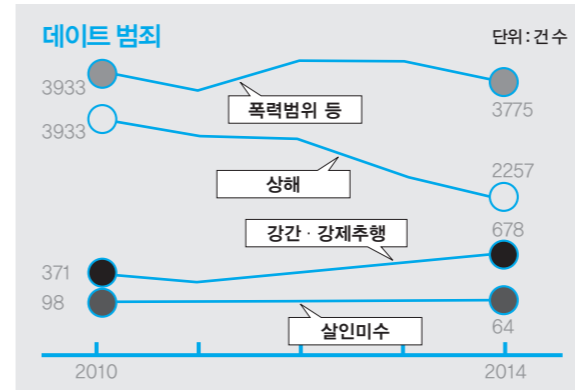 데이트 범죄
단위 : 건 수
3933
폭력범위 등
3775
3933
상해
2257
강간 · 강제추행
678
371
98
살인미수
64
2010
2014